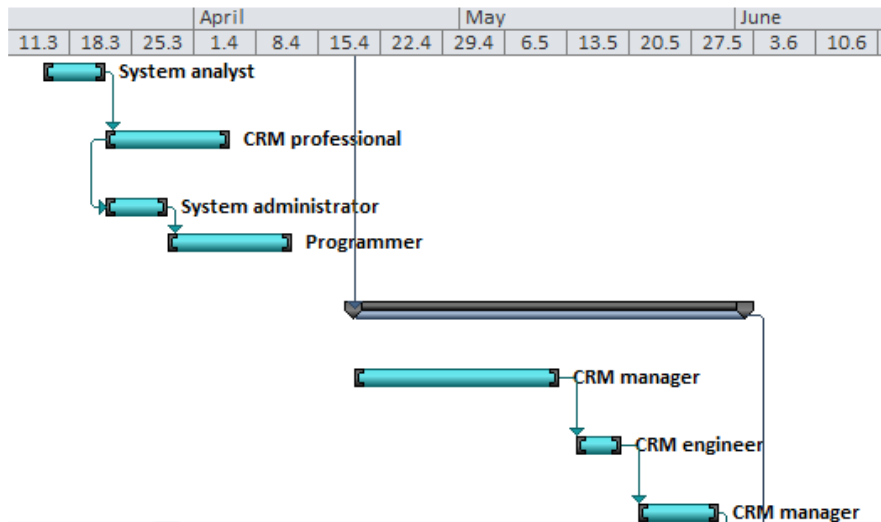 April May June
11.3 18.3 25.3 1.4 8.4 15.4 22.4 29.4 6.5 13.5 20.5 27.5 3.6 10.6
System analyst
CRM professional
System administrator
Programmer
CRM manager
CRM engineer
CRM manager